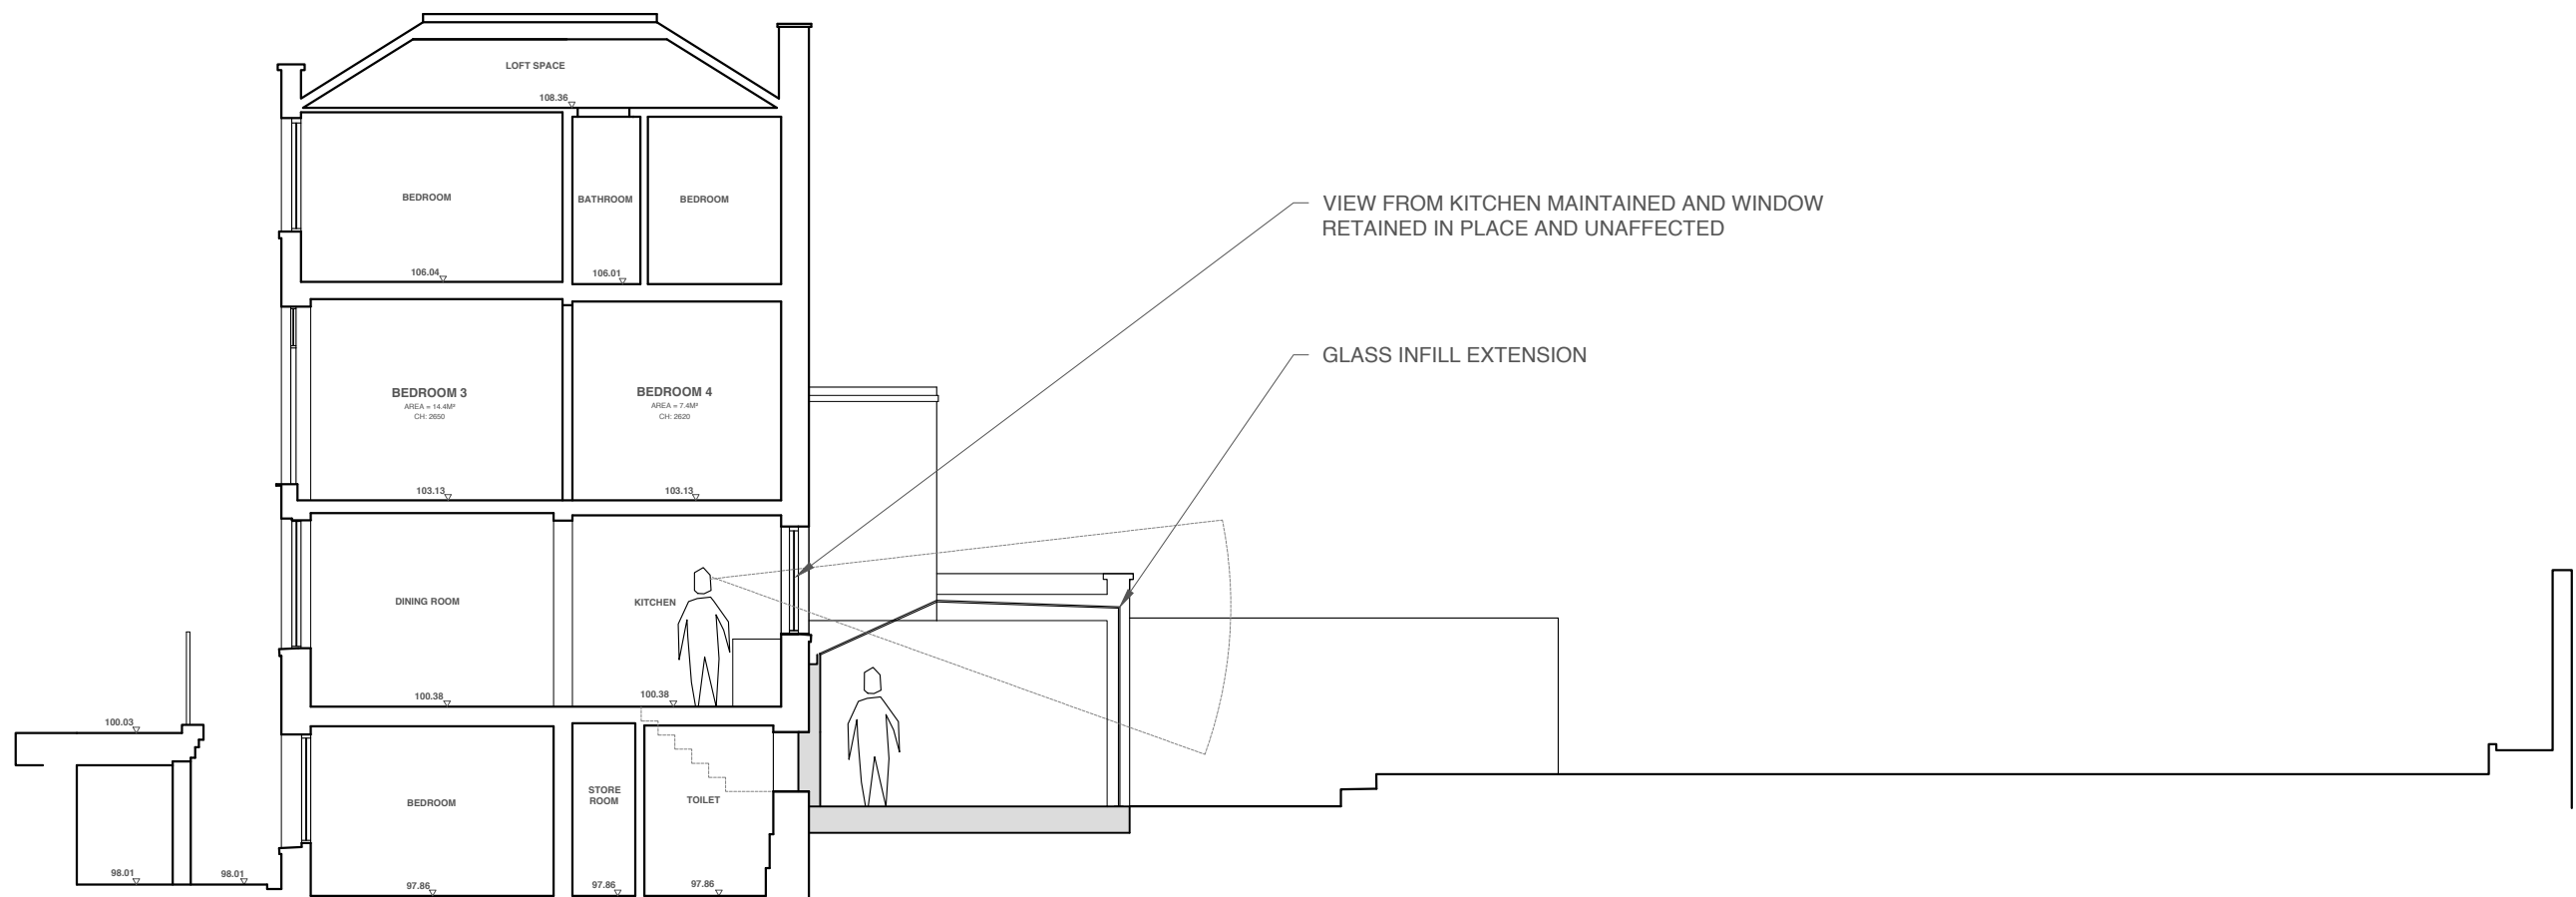 LOFT SPACE
108.36
BEDROOM
BATHROOM
BEDROOM
106.04
106.01
VIEW FROM KITCHEN MAINTAINED AND WINDOW
RETAINED IN PLACE AND UNAFFECTED
GLASS INFILL EXTENSION
BEDROOM 3
AREA = 14.4M²
CH: 2650
BEDROOM 4
AREA = 7.4M²
CH: 2620
103.13
103.13
DINING ROOM
KITCHEN
100.38
100.38
100.03
BEDROOM
STORE
ROOM
TOILET
98.01
98.01
97.86
97.86
97.86